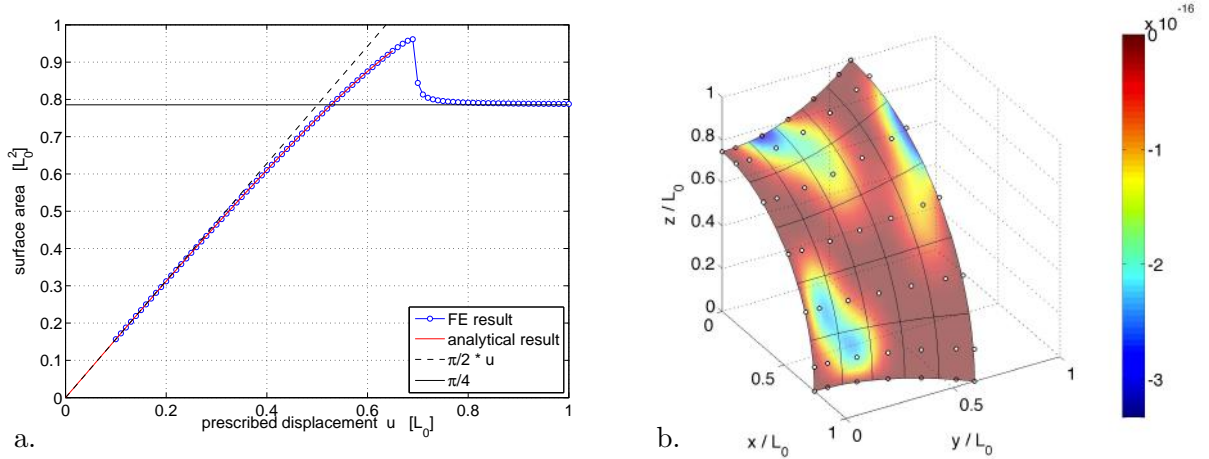 1
0.9
0.8
0.7
0.6
0.5
0.4
0.3
0.2
0.1
0
surface area [L₀²]
0 0.2 0.4 0.6 0.8 1
prescribed displacement u [L₀]
FE result
analytical result
π/2 * u
π/4
a.
1
0.8
0.6
0.4
0.2
0
z / L₀
0
0.5
1
x / L₀
0
0.5
1
y / L₀
x 10⁻¹⁶
0
-1
-2
-3
b.